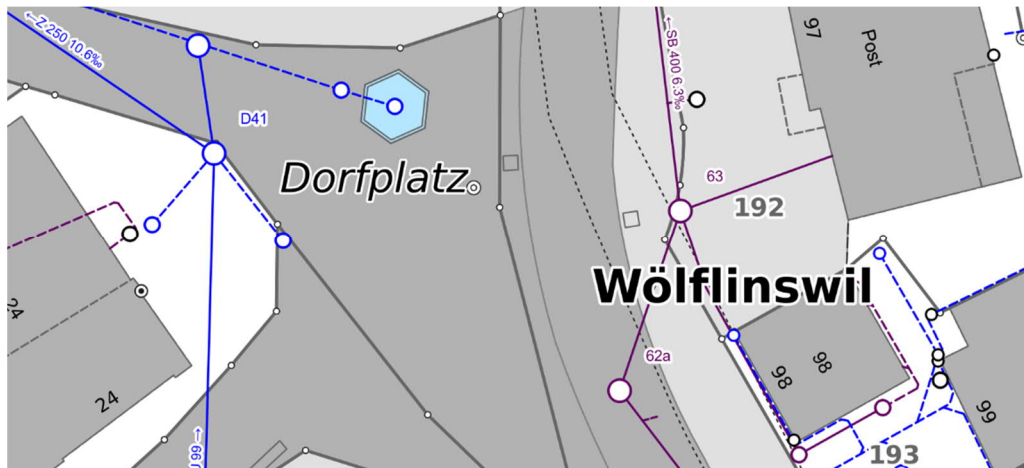 ←Z 250 10.6‰
←SB 400 6.3‰
97
Post
D41
Dorfplatz
63
192
Wölflinswil
24
62a
98
98
24
99
193